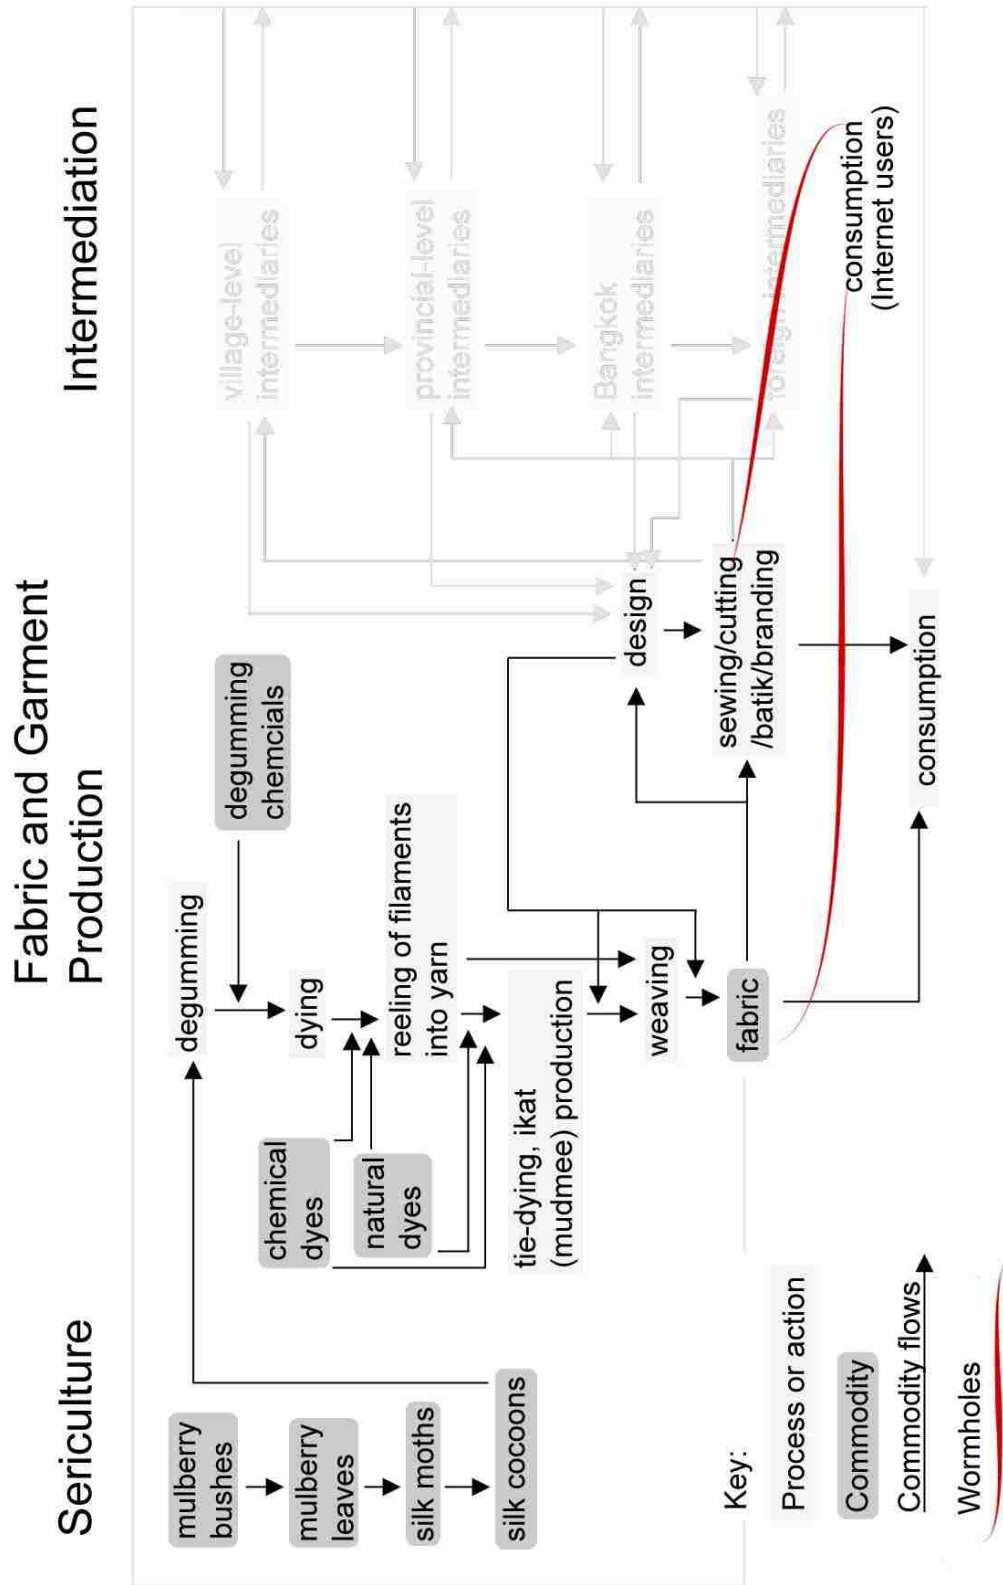 Sericulture
Fabric and Garment
Production
Intermediation
mulberry
bushes
mulberry
leaves
silk moths
silk cocoons
degumming
degumming
chemcials
dying
chemical
dyes
natural
dyes
reeling of filaments
into yarn
tie-dying, ikat
(mudmee) production
weaving
fabric
design
sewing/cutting
/batik/branding
consumption
village-level
intermediaries
provincial-level
intermediaries
Bangkok
intermediaries
foreign intermediaries
consumption
(Internet users)
Key:
Process or action
Commodity
Commodity flows
Wormholes